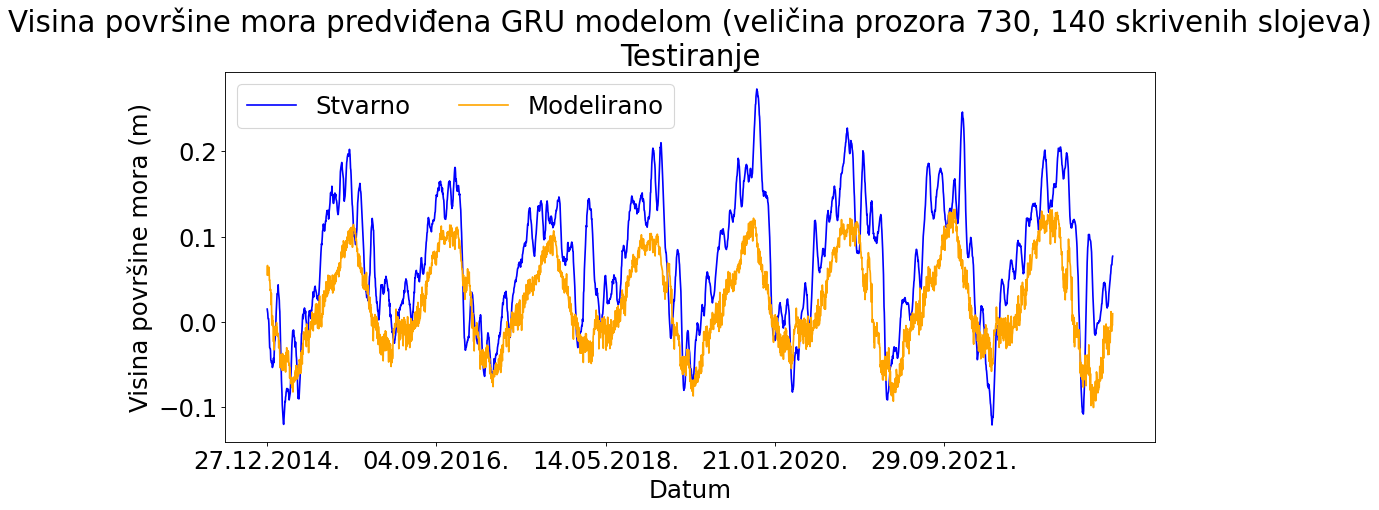 Visina površine mora predviđena GRU modelom (veličina prozora 730, 140 skrivenih slojeva)
Testiranje
Stvarno
Modelirano
Visina površine mora (m)
0.2
0.1
0.0
−0.1
27.12.2014.
04.09.2016.
14.05.2018.
21.01.2020.
29.09.2021.
Datum